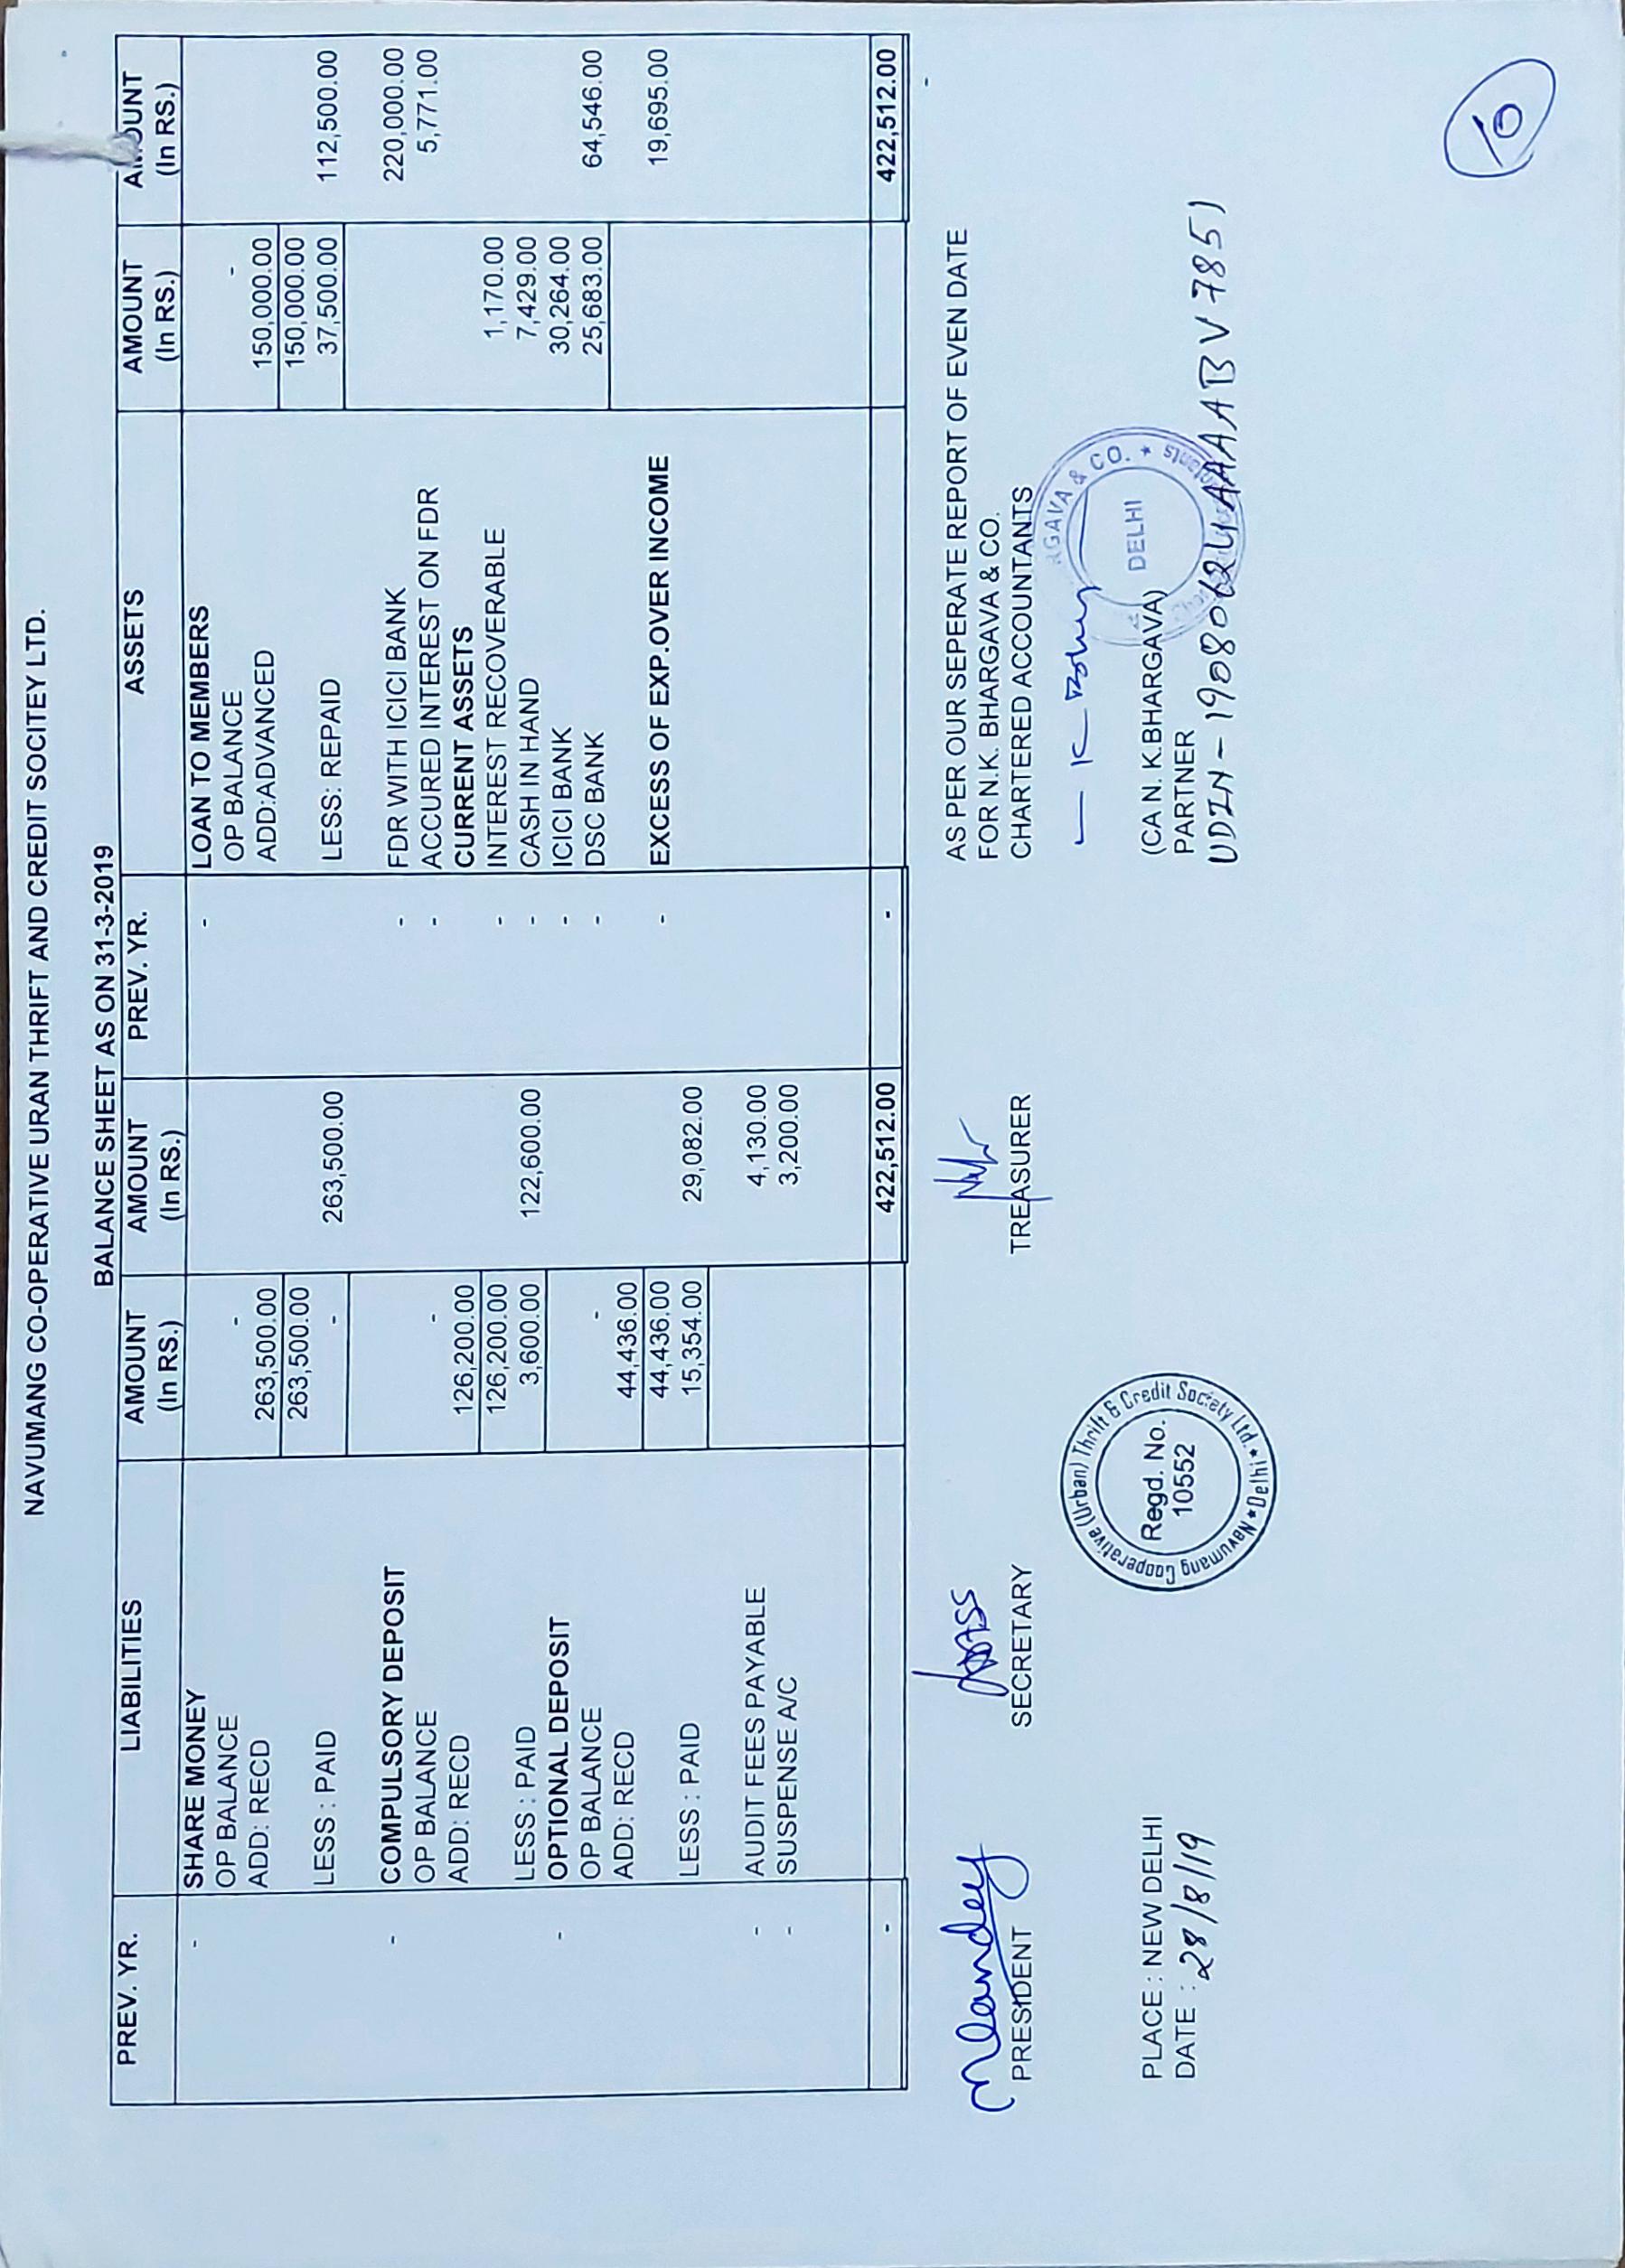 NAVUMANG CO-OPERATIVE URAN THRIFT AND CREDIT SOCITEY LTD.
BALANCE SHEET AS ON 31-3-2019
PREV. YR. LIABILITIES AMOUNT (In RS.) AMOUNT (In RS.) PREV. YR. ASSETS AMOUNT (In RS.) (In RS.)
- SHARE MONEY - LOAN TO MEMBERS
OP BALANCE - OP BALANCE -
ADD: RECD 263,500.00 ADD:ADVANCED 150,000.00
263,500.00 150,000.00
LESS : PAID - 263,500.00 LESS: REPAID 37,500.00 112,500.00
- COMPULSORY DEPOSIT - FDR WITH ICICI BANK 220,000.00
OP BALANCE - - ACCURED INTEREST ON FDR 5,771.00
ADD: RECD 126,200.00 CURRENT ASSETS
126,200.00 - INTEREST RECOVERABLE 1,170.00
LESS : PAID 3,600.00 122,600.00 - CASH IN HAND 7,429.00
- OPTIONAL DEPOSIT - ICICI BANK 30,264.00
OP BALANCE - - DSC BANK 25,683.00 64,546.00
ADD: RECD 44,436.00
44,436.00 - EXCESS OF EXP.OVER INCOME 19,695.00
LESS : PAID 15,354.00 29,082.00
- AUDIT FEES PAYABLE 4,130.00
- SUSPENSE A/C 3,200.00
- 422,512.00 - 422,512.00
AS PER OUR SEPERATE REPORT OF EVEN DATE
FOR N.K. BHARGAVA & CO.
PRESIDENT SECRETARY TREASURER CHARTERED ACCOUNTANTS
GAVA & CO. ★
DELHI
Navumang Cooperative (Urban) Thrift & Credit Society Ltd. ★ Delhi ★
Regd. No.
10552
PLACE : NEW DELHI (CA N. K.BHARGAVA)
DATE : 28/8/19 PARTNER
UDIN - 19080624AAAABV7851
10